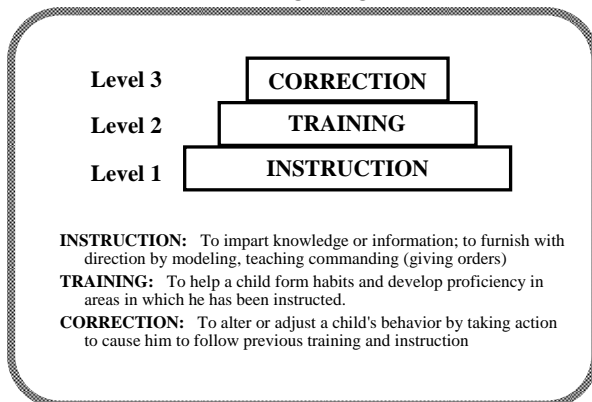 Level 3 CORRECTION
Level 2 TRAINING
Level 1 INSTRUCTION
INSTRUCTION: To impart knowledge or information; to furnish with
direction by modeling, teaching commanding (giving orders)
TRAINING: To help a child form habits and develop proficiency in
areas in which he has been instructed.
CORRECTION: To alter or adjust a child's behavior by taking action
to cause him to follow previous training and instruction